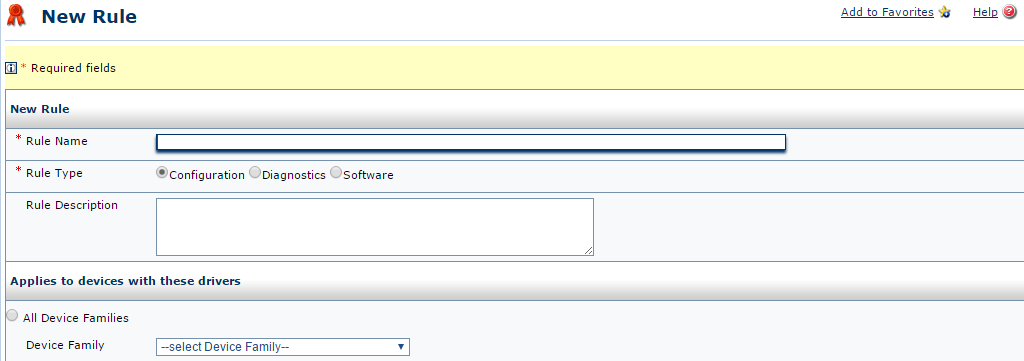 New Rule
Add to Favorites Help ?
i * Required fields
New Rule
* Rule Name
* Rule Type Configuration Diagnostics Software
Rule Description
Applies to devices with these drivers
All Device Families
Device Family --select Device Family--